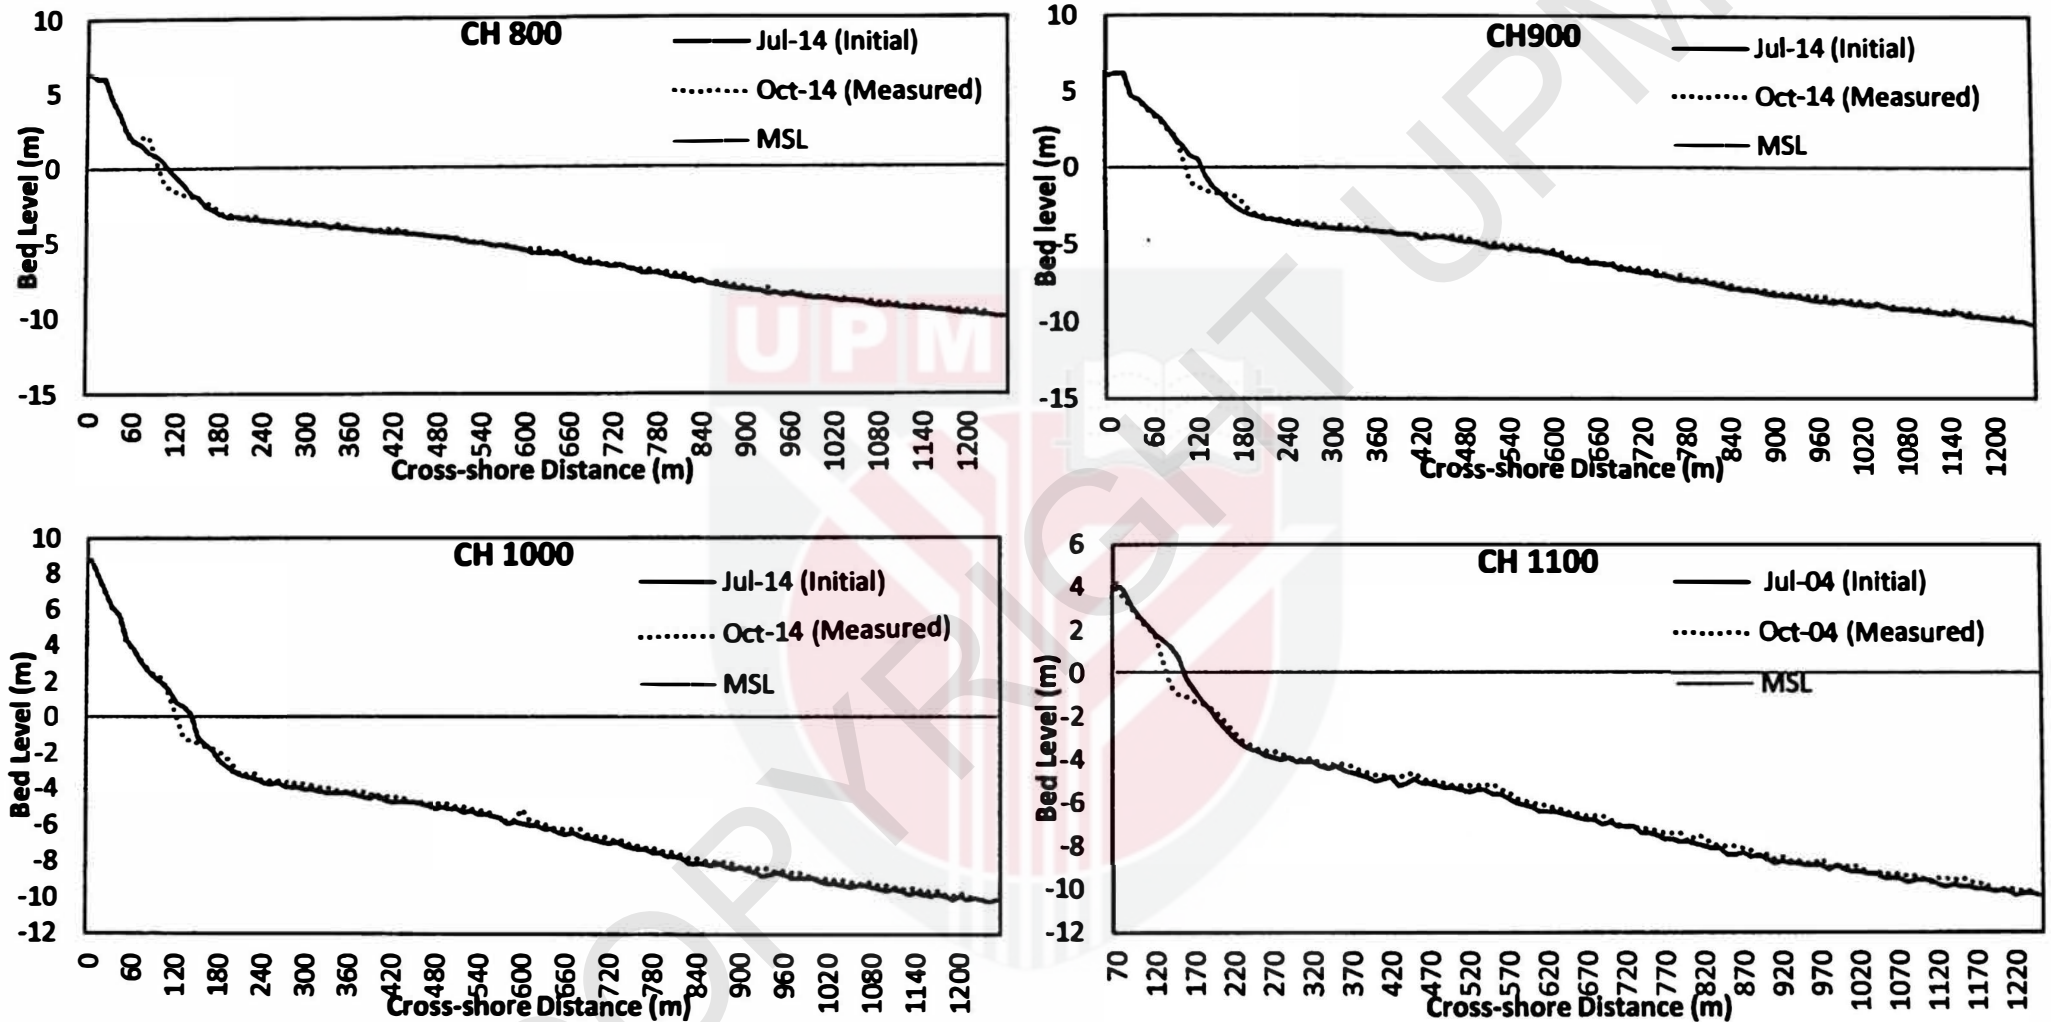 CH 800
Jul-14 (Initial)
Oct-14 (Measured)
MSL
10
5
0
-5
-10
-15
Bed Level (m)
0 60 120 180 240 300 360 420 480 540 600 660 720 780 840 900 960 1020 1080 1140 1200
Cross-shore Distance (m)
CH900
Jul-14 (Initial)
Oct-14 (Measured)
MSL
10
5
0
-5
-10
-15
Bed level (m)
0 60 120 180 240 300 360 420 480 540 600 660 720 780 840 900 960 1020 1080 1140 1200
Cross-shore Distance (m)
CH 1000
Jul-14 (Initial)
Oct-14 (Measured)
MSL
10
8
6
4
2
0
-2
-4
-6
-8
-10
-12
Bed Level (m)
0 60 120 180 240 300 360 420 480 540 600 660 720 780 840 900 960 1020 1080 1140 1200
Cross-shore Distance (m)
CH 1100
Jul-04 (Initial)
Oct-04 (Measured)
MSL
6
4
2
0
-2
-4
-6
-8
-10
-12
Bed Level (m)
70 120 170 220 270 320 370 420 470 520 570 620 670 720 770 820 870 920 970 1020 1070 1120 1170 1220
Cross-shore Distance (m)
UPM
COPYRIGHT UPM